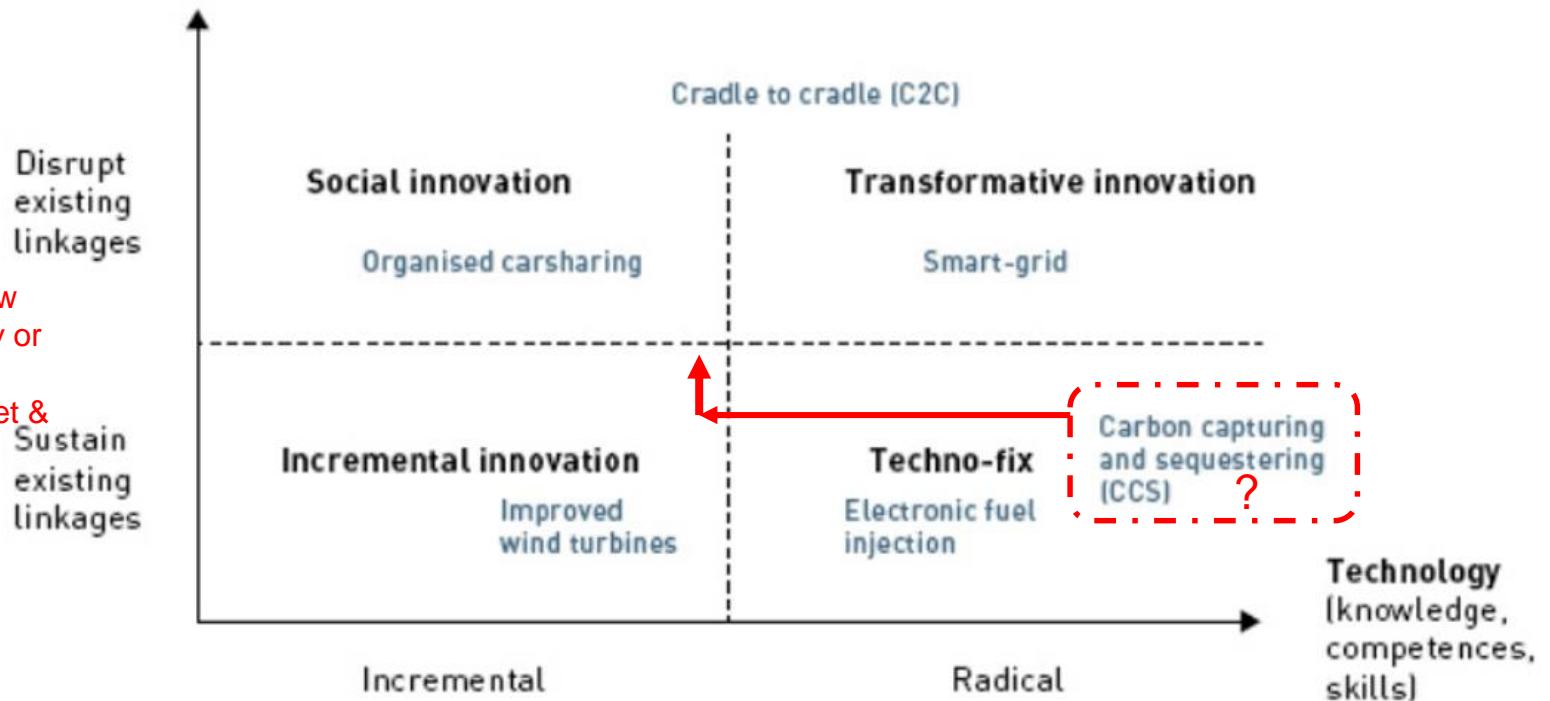 Cradle to cradle (C2C)
Disrupt
existing
linkages
Social innovation
Transformative innovation
Organised carsharing
Smart-grid
or
et &
Sustain
existing
linkages
Incremental innovation
Improved
wind turbines
Techno-fix
Electronic fuel
injection
Carbon capturing
and sequestering
(CCS)
?
Technology
(knowledge,
competences,
skills)
Incremental
Radical